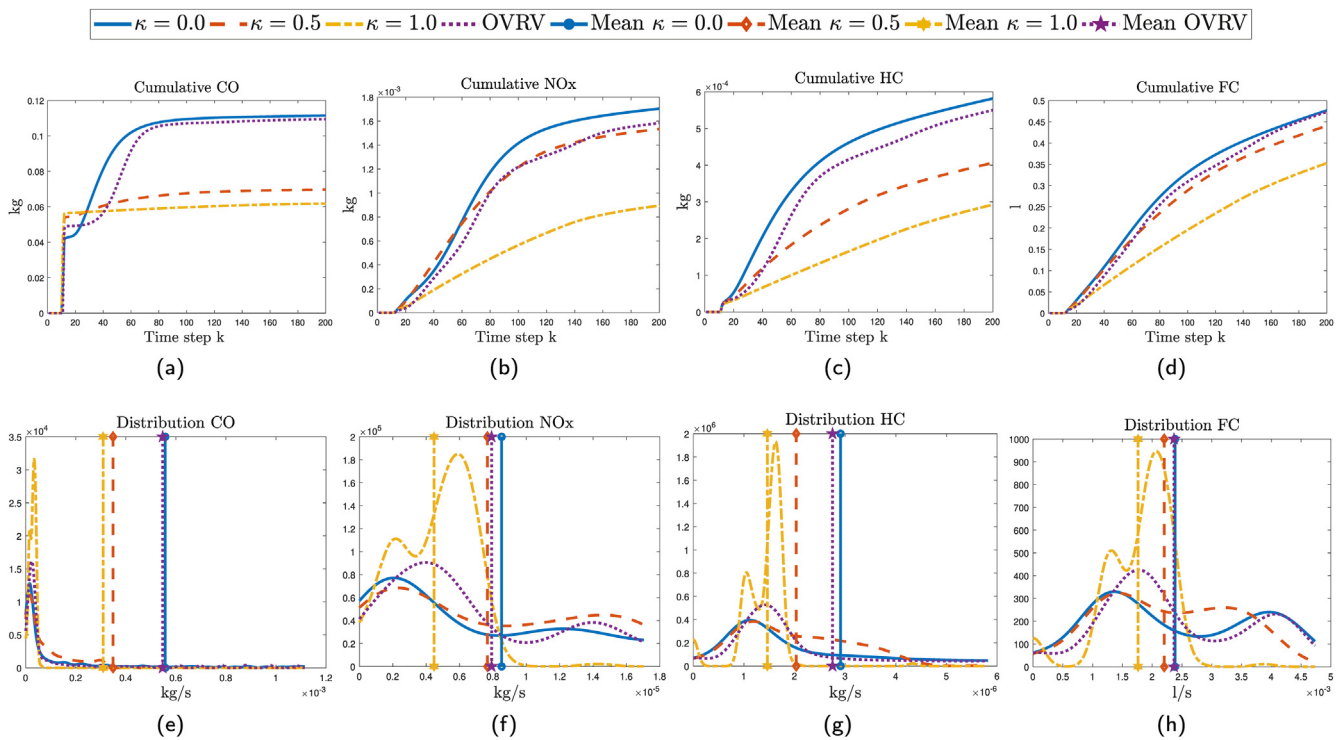 κ = 0.0 κ = 0.5 κ = 1.0 OVRV Mean κ = 0.0 Mean κ = 0.5 Mean κ = 1.0 Mean OVRV
Cumulative CO
0.12
0.1
0.08
0.06
0.04
0.02
0
kg
0 20 40 60 80 100 120 140 160 180 200
Time step k
(a)
Cumulative NOx
×10⁻³
1.8
1.6
1.4
1.2
1
0.8
0.6
0.4
0.2
0
kg
0 20 40 60 80 100 120 140 160 180 200
Time step k
(b)
Cumulative HC
×10⁻⁴
6
5
4
3
2
1
0
kg
0 20 40 60 80 100 120 140 160 180 200
Time step k
(c)
Cumulative FC
0.5
0.45
0.4
0.35
0.3
0.25
0.2
0.15
0.1
0.05
0
l
0 20 40 60 80 100 120 140 160 180 200
Time step k
(d)
Distribution CO
×10⁴
3.5
3
2.5
2
1.5
1
0.5
0
0 0.2 0.4 0.6 0.8 1 1.2
kg/s
×10⁻³
(e)
Distribution NOx
×10⁵
2
1.8
1.6
1.4
1.2
1
0.8
0.6
0.4
0.2
0
0 0.2 0.4 0.6 0.8 1 1.2 1.4 1.6 1.8
kg/s
×10⁻⁵
(f)
Distribution HC
×10⁶
2
1.8
1.6
1.4
1.2
1
0.8
0.6
0.4
0.2
0
0 1 2 3 4 5 6
kg/s
×10⁻⁶
(g)
Distribution FC
1000
900
800
700
600
500
400
300
200
100
0
0 0.5 1 1.5 2 2.5 3 3.5 4 4.5 5
l/s
×10⁻³
(h)